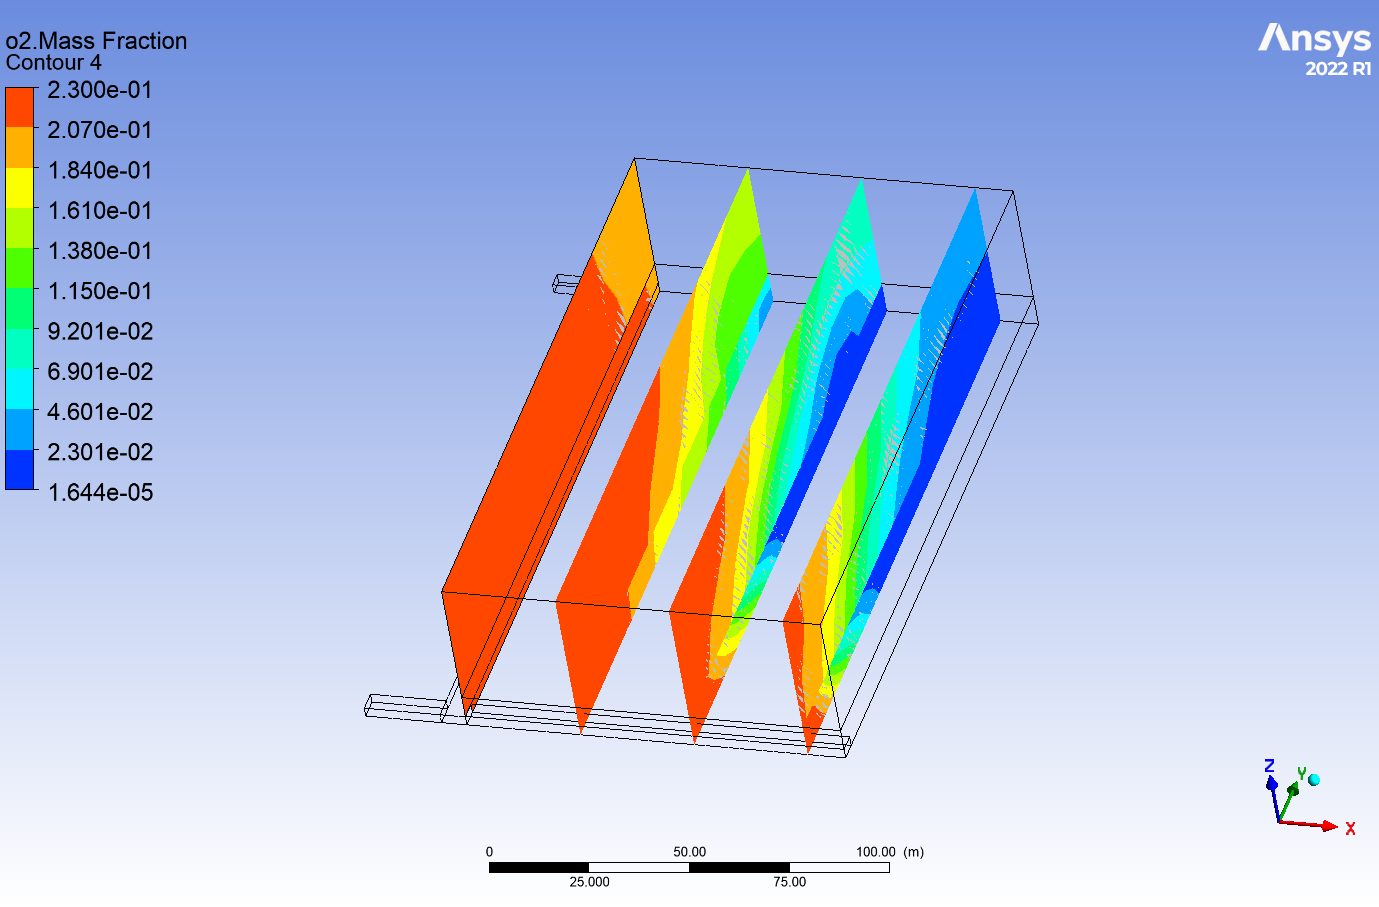 o2.Mass Fraction
Contour 4
2.300e-01
2.070e-01
1.840e-01
1.610e-01
1.380e-01
1.150e-01
9.201e-02
6.901e-02
4.601e-02
2.301e-02
1.644e-05
Ansys
2022 R1
Z
Y
X
0 50.00 100.00 (m)
25.000 75.00